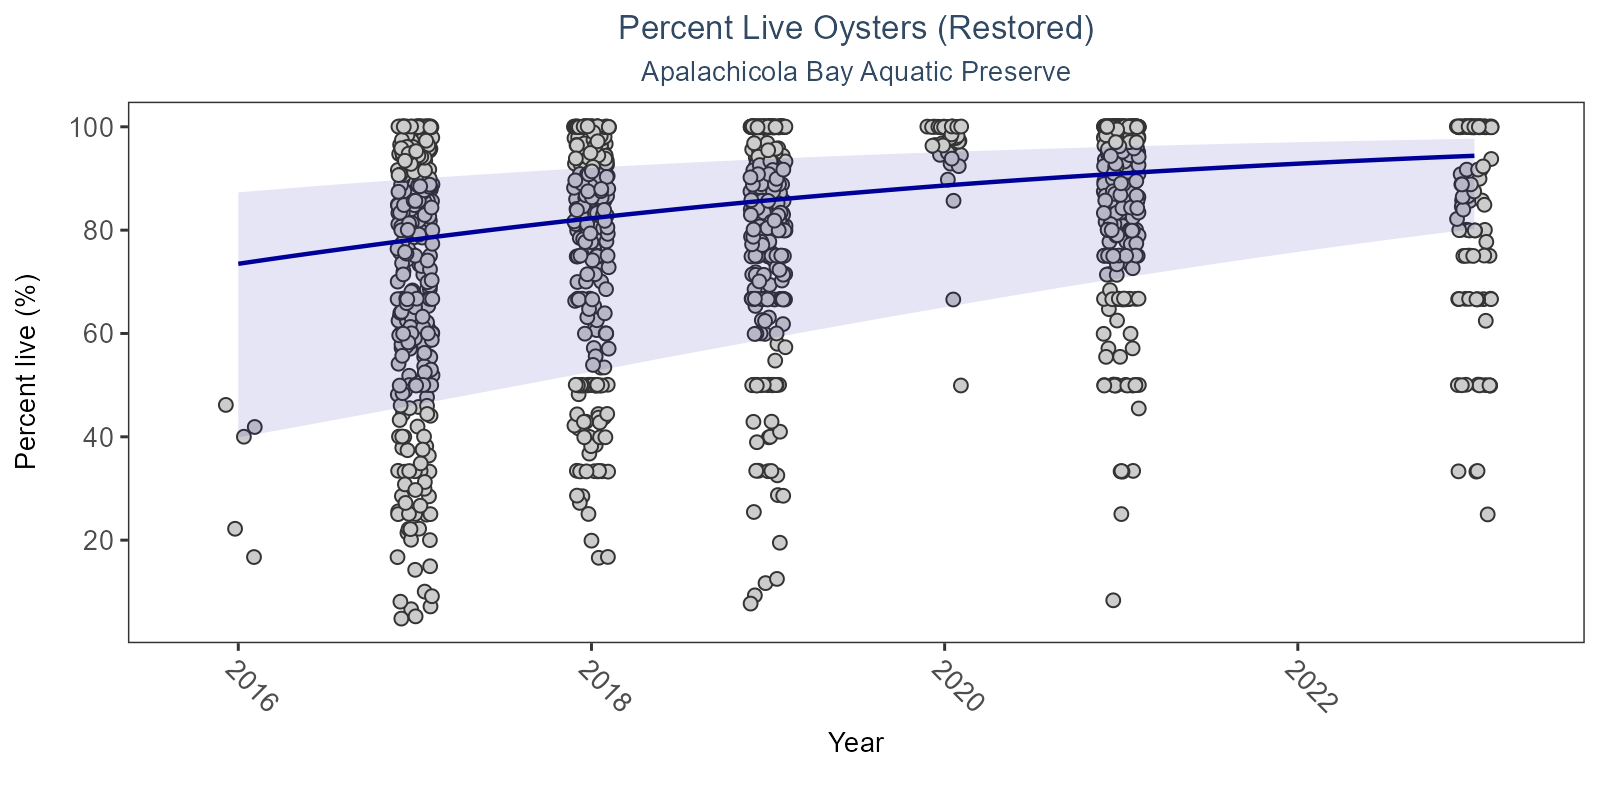 Percent Live Oysters (Restored)
Apalachicola Bay Aquatic Preserve
Percent live (%)
100
80
60
40
20
2016
2018
2020
2022
Year